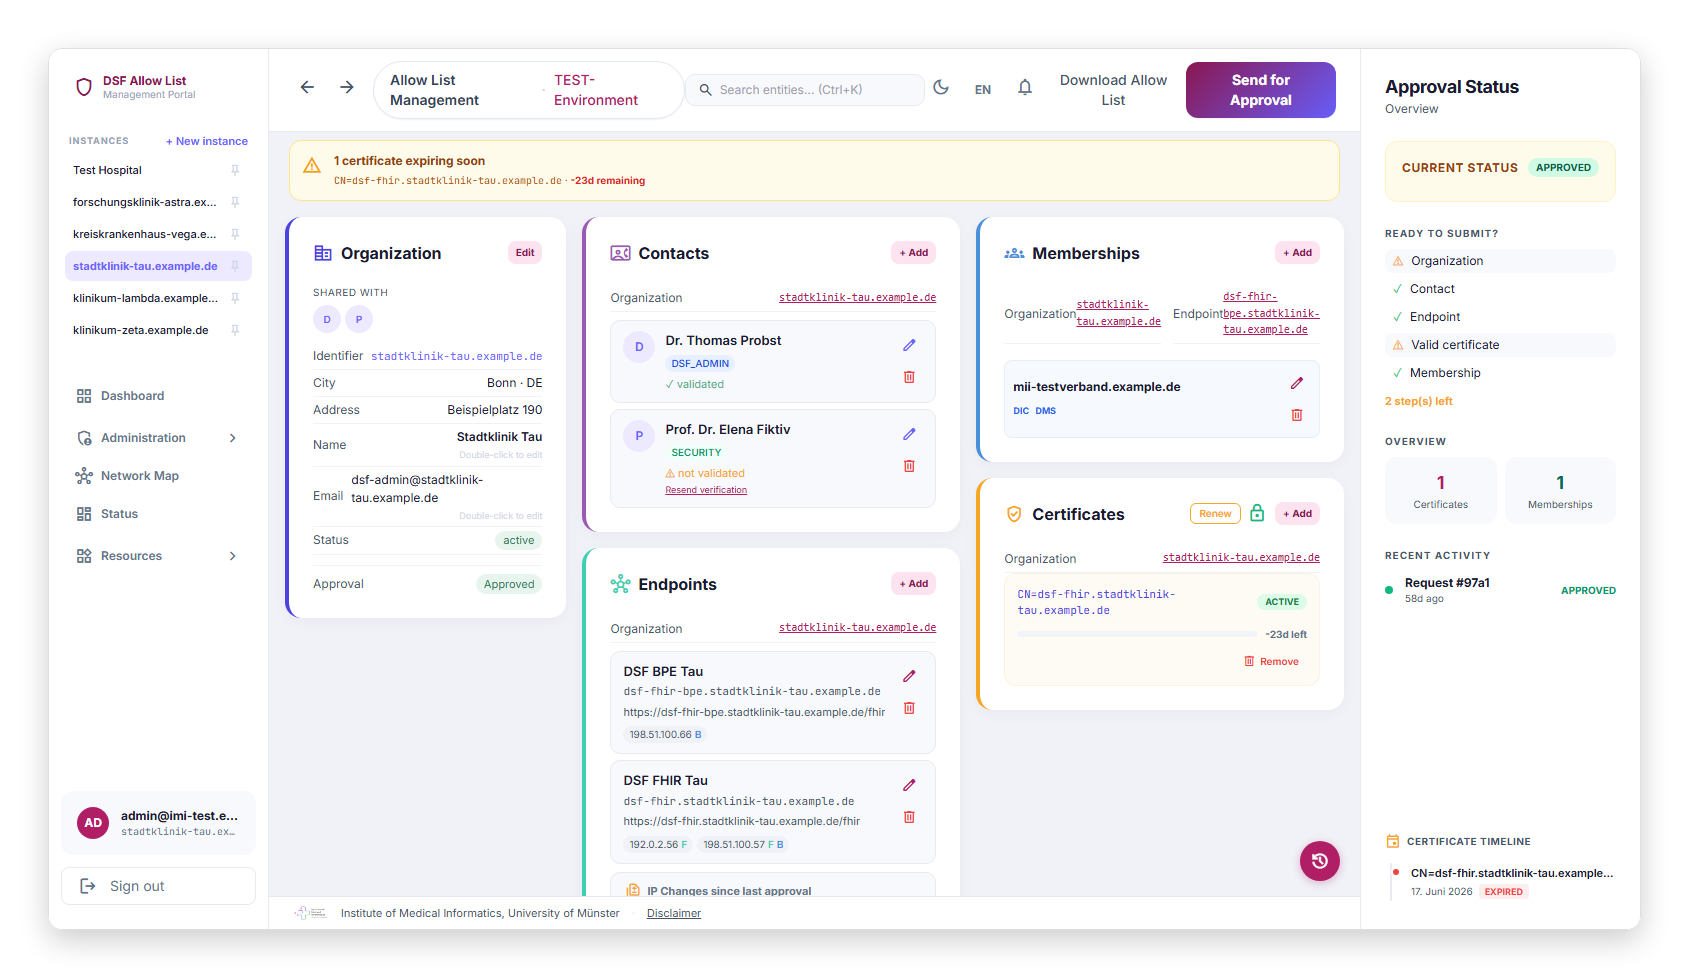 DSF Allow List
Management Portal
INSTANCES
+ New instance
Test Hospital
forschungsklinik-astra.ex...
kreiskrankenhaus-vega.e...
stadtklinik-tau.example.de
klinikum-lambda.example...
klinikum-zeta.example.de
Dashboard
Administration
Network Map
Status
Resources
AD
admin@imi-test.e...
stadtklinik-tau.ex...
Sign out
Allow List
Management
·
TEST-
Environment
Search entities... (Ctrl+K)
EN
Download Allow
List
Send for
Approval
1 certificate expiring soon
CN=dsf-fhir.stadtklinik-tau.example.de · -23d remaining
Organization
Edit
SHARED WITH
D P
Identifier stadtklinik-tau.example.de
City Bonn · DE
Address Beispielplatz 190
Name Stadtklinik Tau
Double-click to edit
Email dsf-admin@stadtklinik-
tau.example.de
Double-click to edit
Status active
Approval Approved
Contacts
+ Add
Organization stadtklinik-tau.example.de
D
Dr. Thomas Probst
DSF_ADMIN
✓ validated
P
Prof. Dr. Elena Fiktiv
SECURITY
⚠ not validated
Resend verification
Endpoints
+ Add
Organization stadtklinik-tau.example.de
DSF BPE Tau
dsf-fhir-bpe.stadtklinik-tau.example.de
https://dsf-fhir-bpe.stadtklinik-tau.example.de/fhir
198.51.100.66 B
DSF FHIR Tau
dsf-fhir.stadtklinik-tau.example.de
https://dsf-fhir.stadtklinik-tau.example.de/fhir
192.0.2.56 F 198.51.100.57 F B
IP Changes since last approval
Memberships
+ Add
Organization stadtklinik-
tau.example.de
Endpoint dsf-fhir-
bpe.stadtklinik-
tau.example.de
mii-testverband.example.de
DIC DMS
Certificates
Renew
+ Add
Organization stadtklinik-tau.example.de
CN=dsf-fhir.stadtklinik-
tau.example.de
ACTIVE
-23d left
Remove
Institute of Medical Informatics, University of Münster
Disclaimer
Approval Status
Overview
CURRENT STATUS APPROVED
READY TO SUBMIT?
⚠ Organization
✓ Contact
✓ Endpoint
⚠ Valid certificate
✓ Membership
2 step(s) left
OVERVIEW
1
Certificates
1
Memberships
RECENT ACTIVITY
Request #97a1
58d ago
APPROVED
CERTIFICATE TIMELINE
CN=dsf-fhir.stadtklinik-tau.example...
17. Juni 2026 EXPIRED